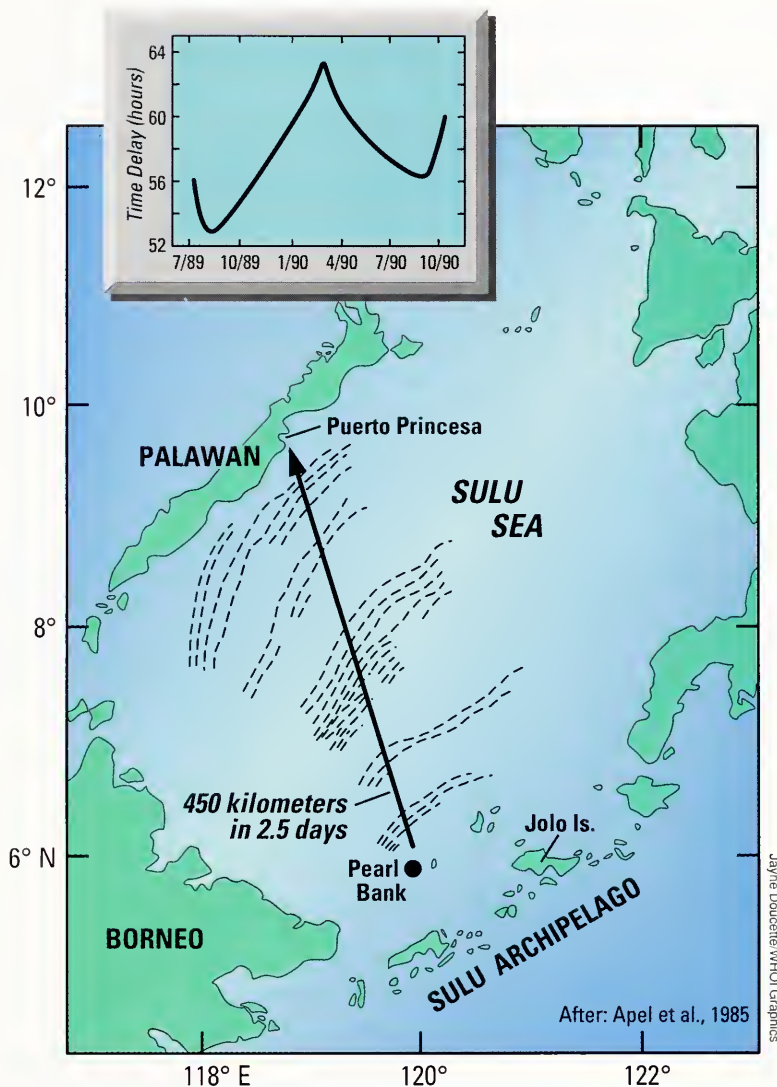 64
60
56
52
Time Delay (hours)
7/89 10/89 1/90 4/90 7/90 10/90
12°
10°
8°
6° N
Puerto Princesa
PALAWAN
SULU
SEA
450 kilometers
in 2.5 days
Jolo Is.
Pearl
Bank
BORNEO
SULU ARCHIPELAGO
After: Apel et al., 1985
Jayne Doucette/WHOI Graphics
118° E 120° 122°